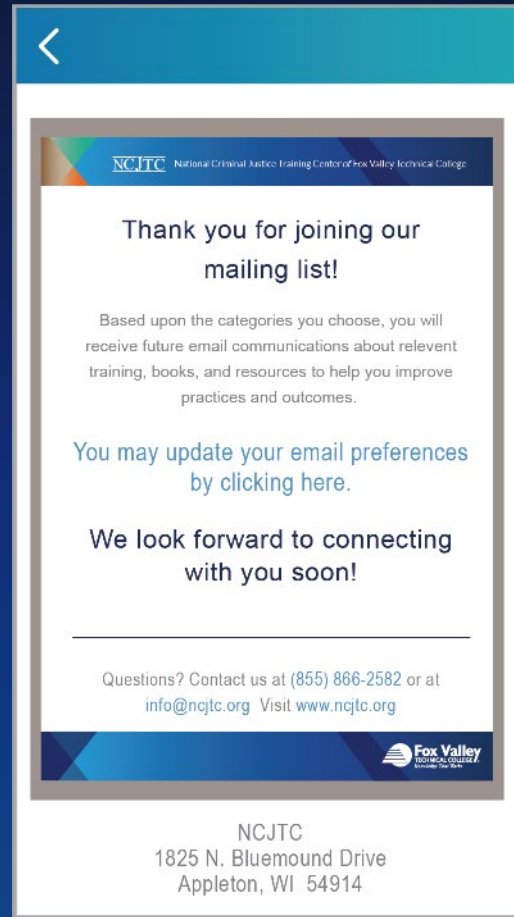 NCJTC National Criminal Justice Training Center of Fox Valley Technical College
Thank you for joining our
mailing list!
Based upon the categories you choose, you will
receive future email communications about relevent
training, books, and resources to help you improve
practices and outcomes.
You may update your email preferences
by clicking here.
We look forward to connecting
with you soon!
Questions? Contact us at (855) 866-2582 or at
info@ncjtc.org Visit www.ncjtc.org
Fox Valley
TECHNICAL COLLEGE
Knowledge That Works
NCJTC
1825 N. Bluemound Drive
Appleton, WI 54914